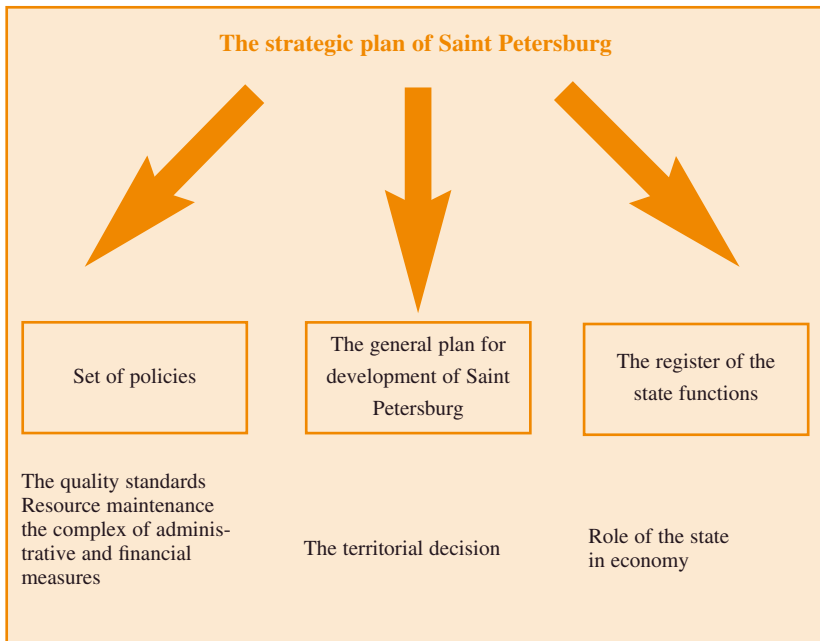 The strategic plan of Saint Petersburg
Set of policies
The general plan for
development of Saint
Petersburg
The register of the
state functions
The quality standards
Resource maintenance
the complex of adminis-
trative and financial
measures
The territorial decision
Role of the state
in economy